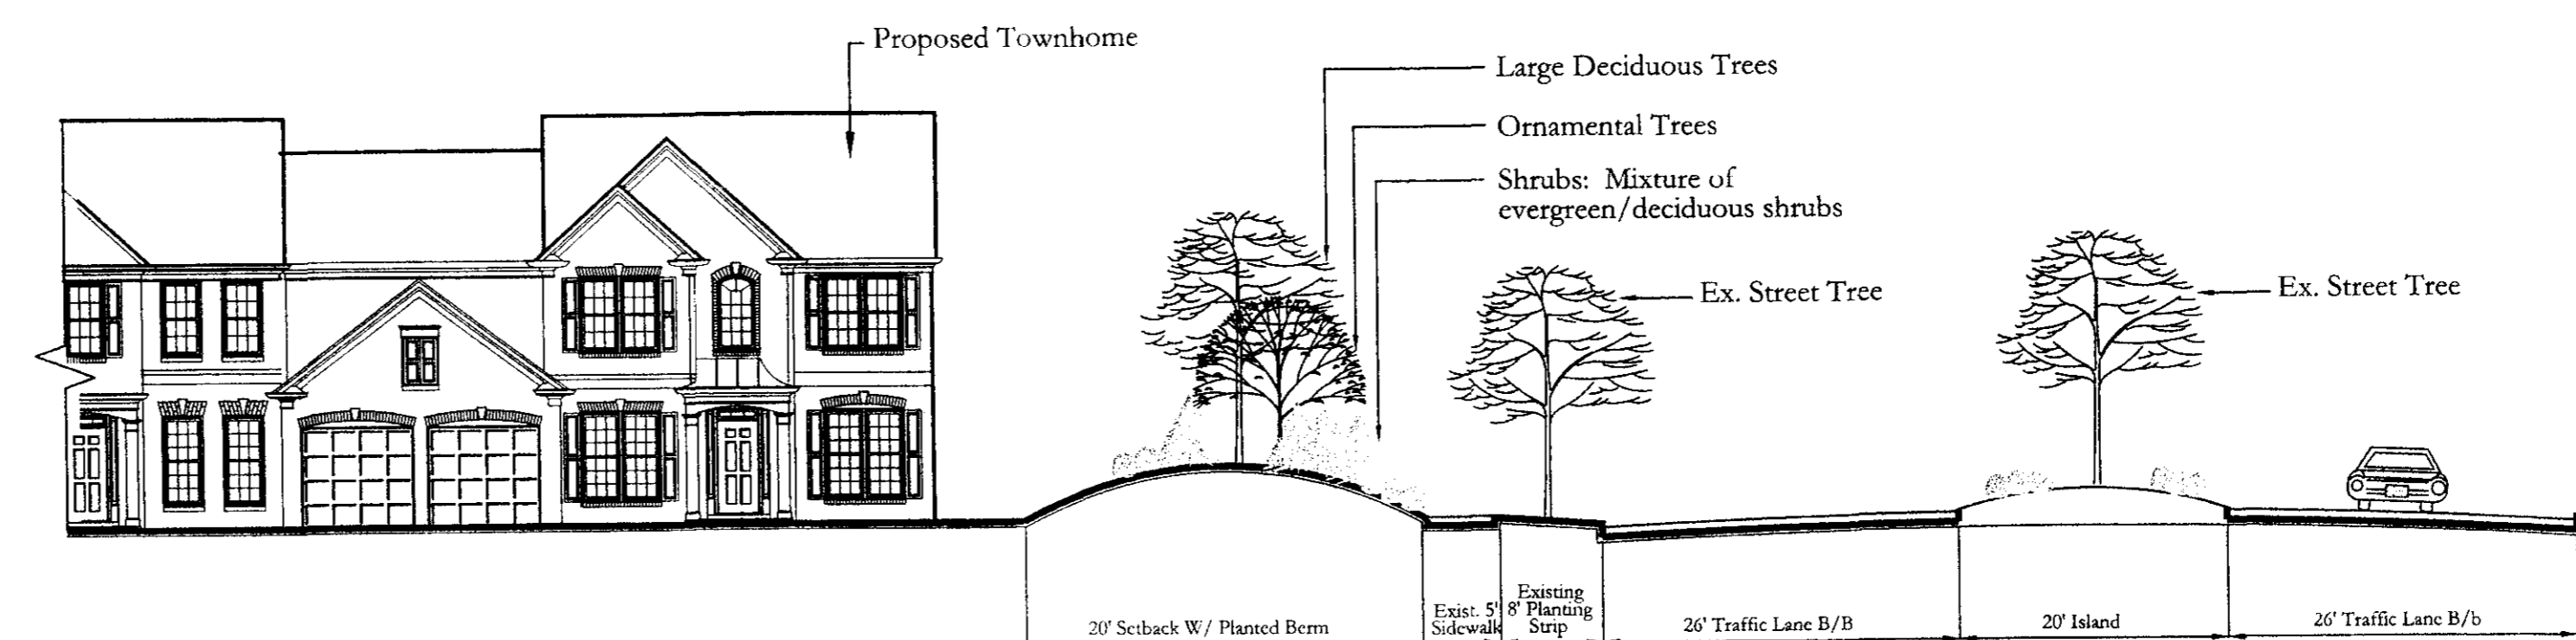 Proposed Townhome
Large Deciduous Trees
Ornamental Trees
Shrubs: Mixture of
evergreen/deciduous shrubs
Ex. Street Tree
Ex. Street Tree
20' Setback W/ Planted Berm
Exist. 5'
Sidewalk
Existing
8' Planting
Strip
26' Traffic Lane B/B
20' Island
26' Traffic Lane B/b